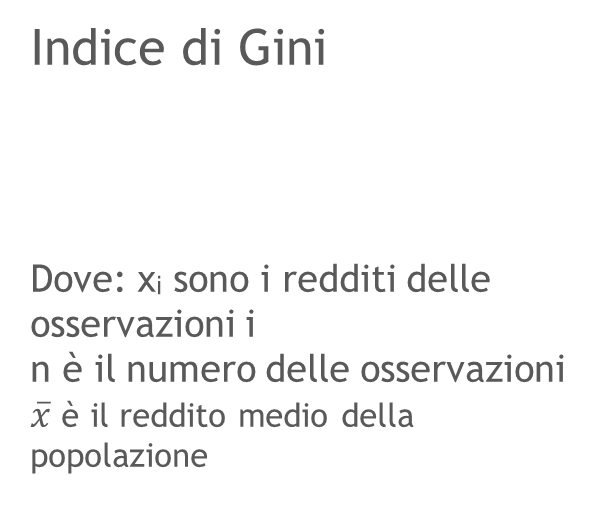 Indice di Gini
Dove: xᵢ sono i redditi delle
osservazioni i
n è il numero delle osservazioni
x̄ è il reddito medio della
popolazione